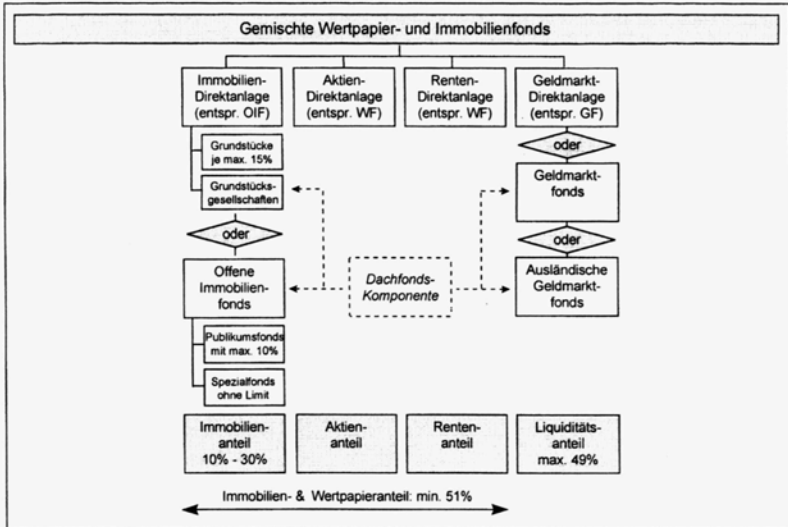 Gemischte Wertpapier- und Immobilienfonds
Immobilien-
Direktanlage
(entspr. OIF)
Aktien-
Direktanlage
(entspr. WF)
Renten-
Direktanlage
(entspr. WF)
Geldmarkt-
Direktanlage
(entspr. GF)
Grundstücke
je max. 15%
Grundstücks-
gesellschaften
oder
Offene
Immobilien-
fonds
Publikumsfonds
mit max. 10%
Spezialfonds
ohne Limit
Dachfonds-
Komponente
oder
Geldmarkt-
fonds
oder
Ausländische
Geldmarkt-
fonds
Immobilien-
anteil
10% - 30%
Aktien-
anteil
Renten-
anteil
Liquiditäts-
anteil
max. 49%
Immobilien- & Wertpapieranteil: min. 51%